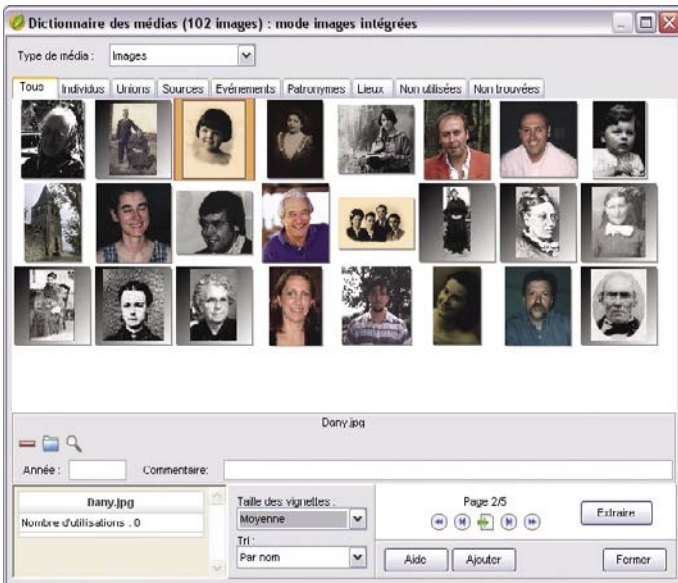 Dictionnaire des médias (102 images) : mode images intégrées
Type de média : Images
Tous Individus Unions Sources Evénements Patronymes Lieux Non utilisées Non trouvées
Dany.jpg
Année : Commentaire:
Dany.jpg
Nombre d'utilisations : 0
Taille des vignettes :
Moyenne
Tri :
Par nom
Page 2/5
Extraire
Aide Ajouter Fermer